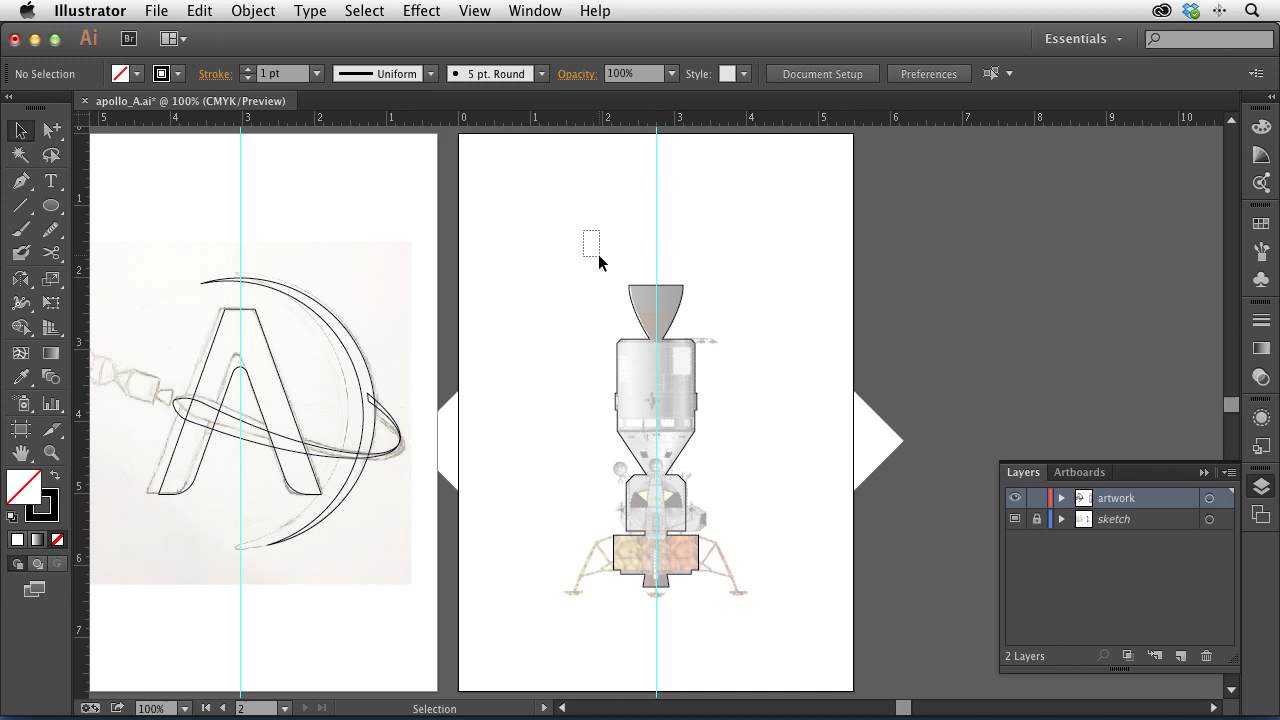 Illustrator File Edit Object Type Select Effect View Window Help
Ai Br Essentials
No Selection Stroke: 1 pt Uniform 5 pt. Round Opacity: 100% Style: Document Setup Preferences
× apollo_A.ai* @ 100% (CMYK/Preview)
5 4 3 2 1 0 1 2 3 4 5 6 7 8 9 10
1
2
3
4
5
6
7
T
A
Layers Artboards
artwork
sketch
2 Layers
100% 2 Selection